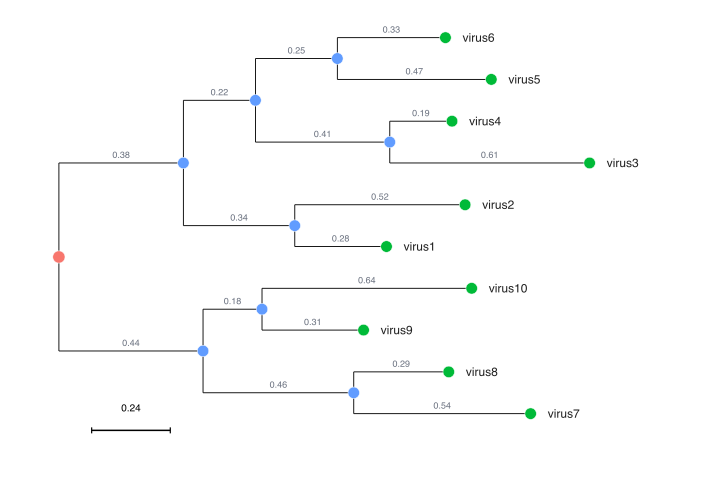 0.33 virus6
0.25
0.47 virus5
0.22
0.19 virus4
0.41
0.38 0.61 virus3
0.52 virus2
0.34
0.28 virus1
0.64 virus10
0.18
0.31 virus9
0.44
0.29 virus8
0.46
0.54 virus7
0.24